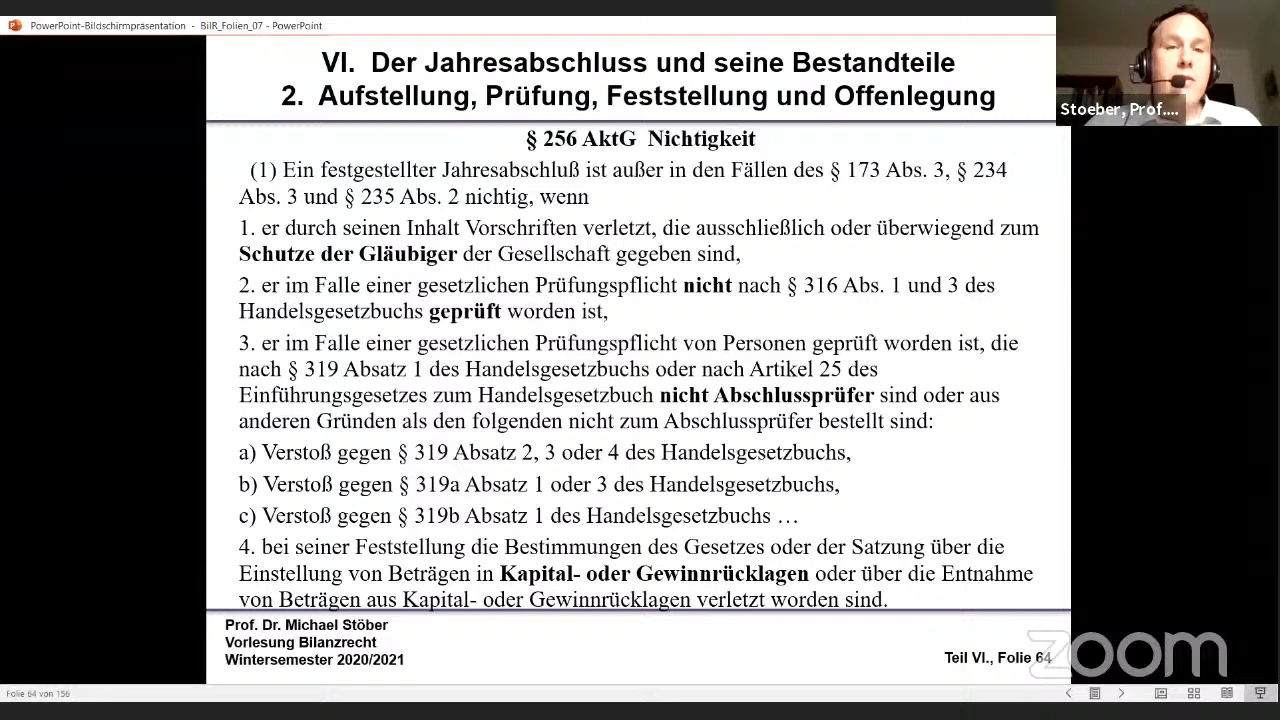 PowerPoint-Bildschirmpräsentation - BilR_Folien_07 - PowerPoint
VI. Der Jahresabschluss und seine Bestandteile
2. Aufstellung, Prüfung, Feststellung und Offenlegung
Stoeber, Prof....
§ 256 AktG Nichtigkeit
(1) Ein festgestellter Jahresabschluß ist außer in den Fällen des § 173 Abs. 3, § 234
Abs. 3 und § 235 Abs. 2 nichtig, wenn
1. er durch seinen Inhalt Vorschriften verletzt, die ausschließlich oder überwiegend zum
Schutze der Gläubiger der Gesellschaft gegeben sind,
2. er im Falle einer gesetzlichen Prüfungspflicht nicht nach § 316 Abs. 1 und 3 des
Handelsgesetzbuchs geprüft worden ist,
3. er im Falle einer gesetzlichen Prüfungspflicht von Personen geprüft worden ist, die
nach § 319 Absatz 1 des Handelsgesetzbuchs oder nach Artikel 25 des
Einführungsgesetzes zum Handelsgesetzbuch nicht Abschlussprüfer sind oder aus
anderen Gründen als den folgenden nicht zum Abschlussprüfer bestellt sind:
a) Verstoß gegen § 319 Absatz 2, 3 oder 4 des Handelsgesetzbuchs,
b) Verstoß gegen § 319a Absatz 1 oder 3 des Handelsgesetzbuchs,
c) Verstoß gegen § 319b Absatz 1 des Handelsgesetzbuchs …
4. bei seiner Feststellung die Bestimmungen des Gesetzes oder der Satzung über die
Einstellung von Beträgen in Kapital- oder Gewinnrücklagen oder über die Entnahme
von Beträgen aus Kapital- oder Gewinnrücklagen verletzt worden sind.
Prof. Dr. Michael Stöber
Vorlesung Bilanzrecht
Wintersemester 2020/2021
Teil VI., Folie 64
zoom
Folie 64 von 156